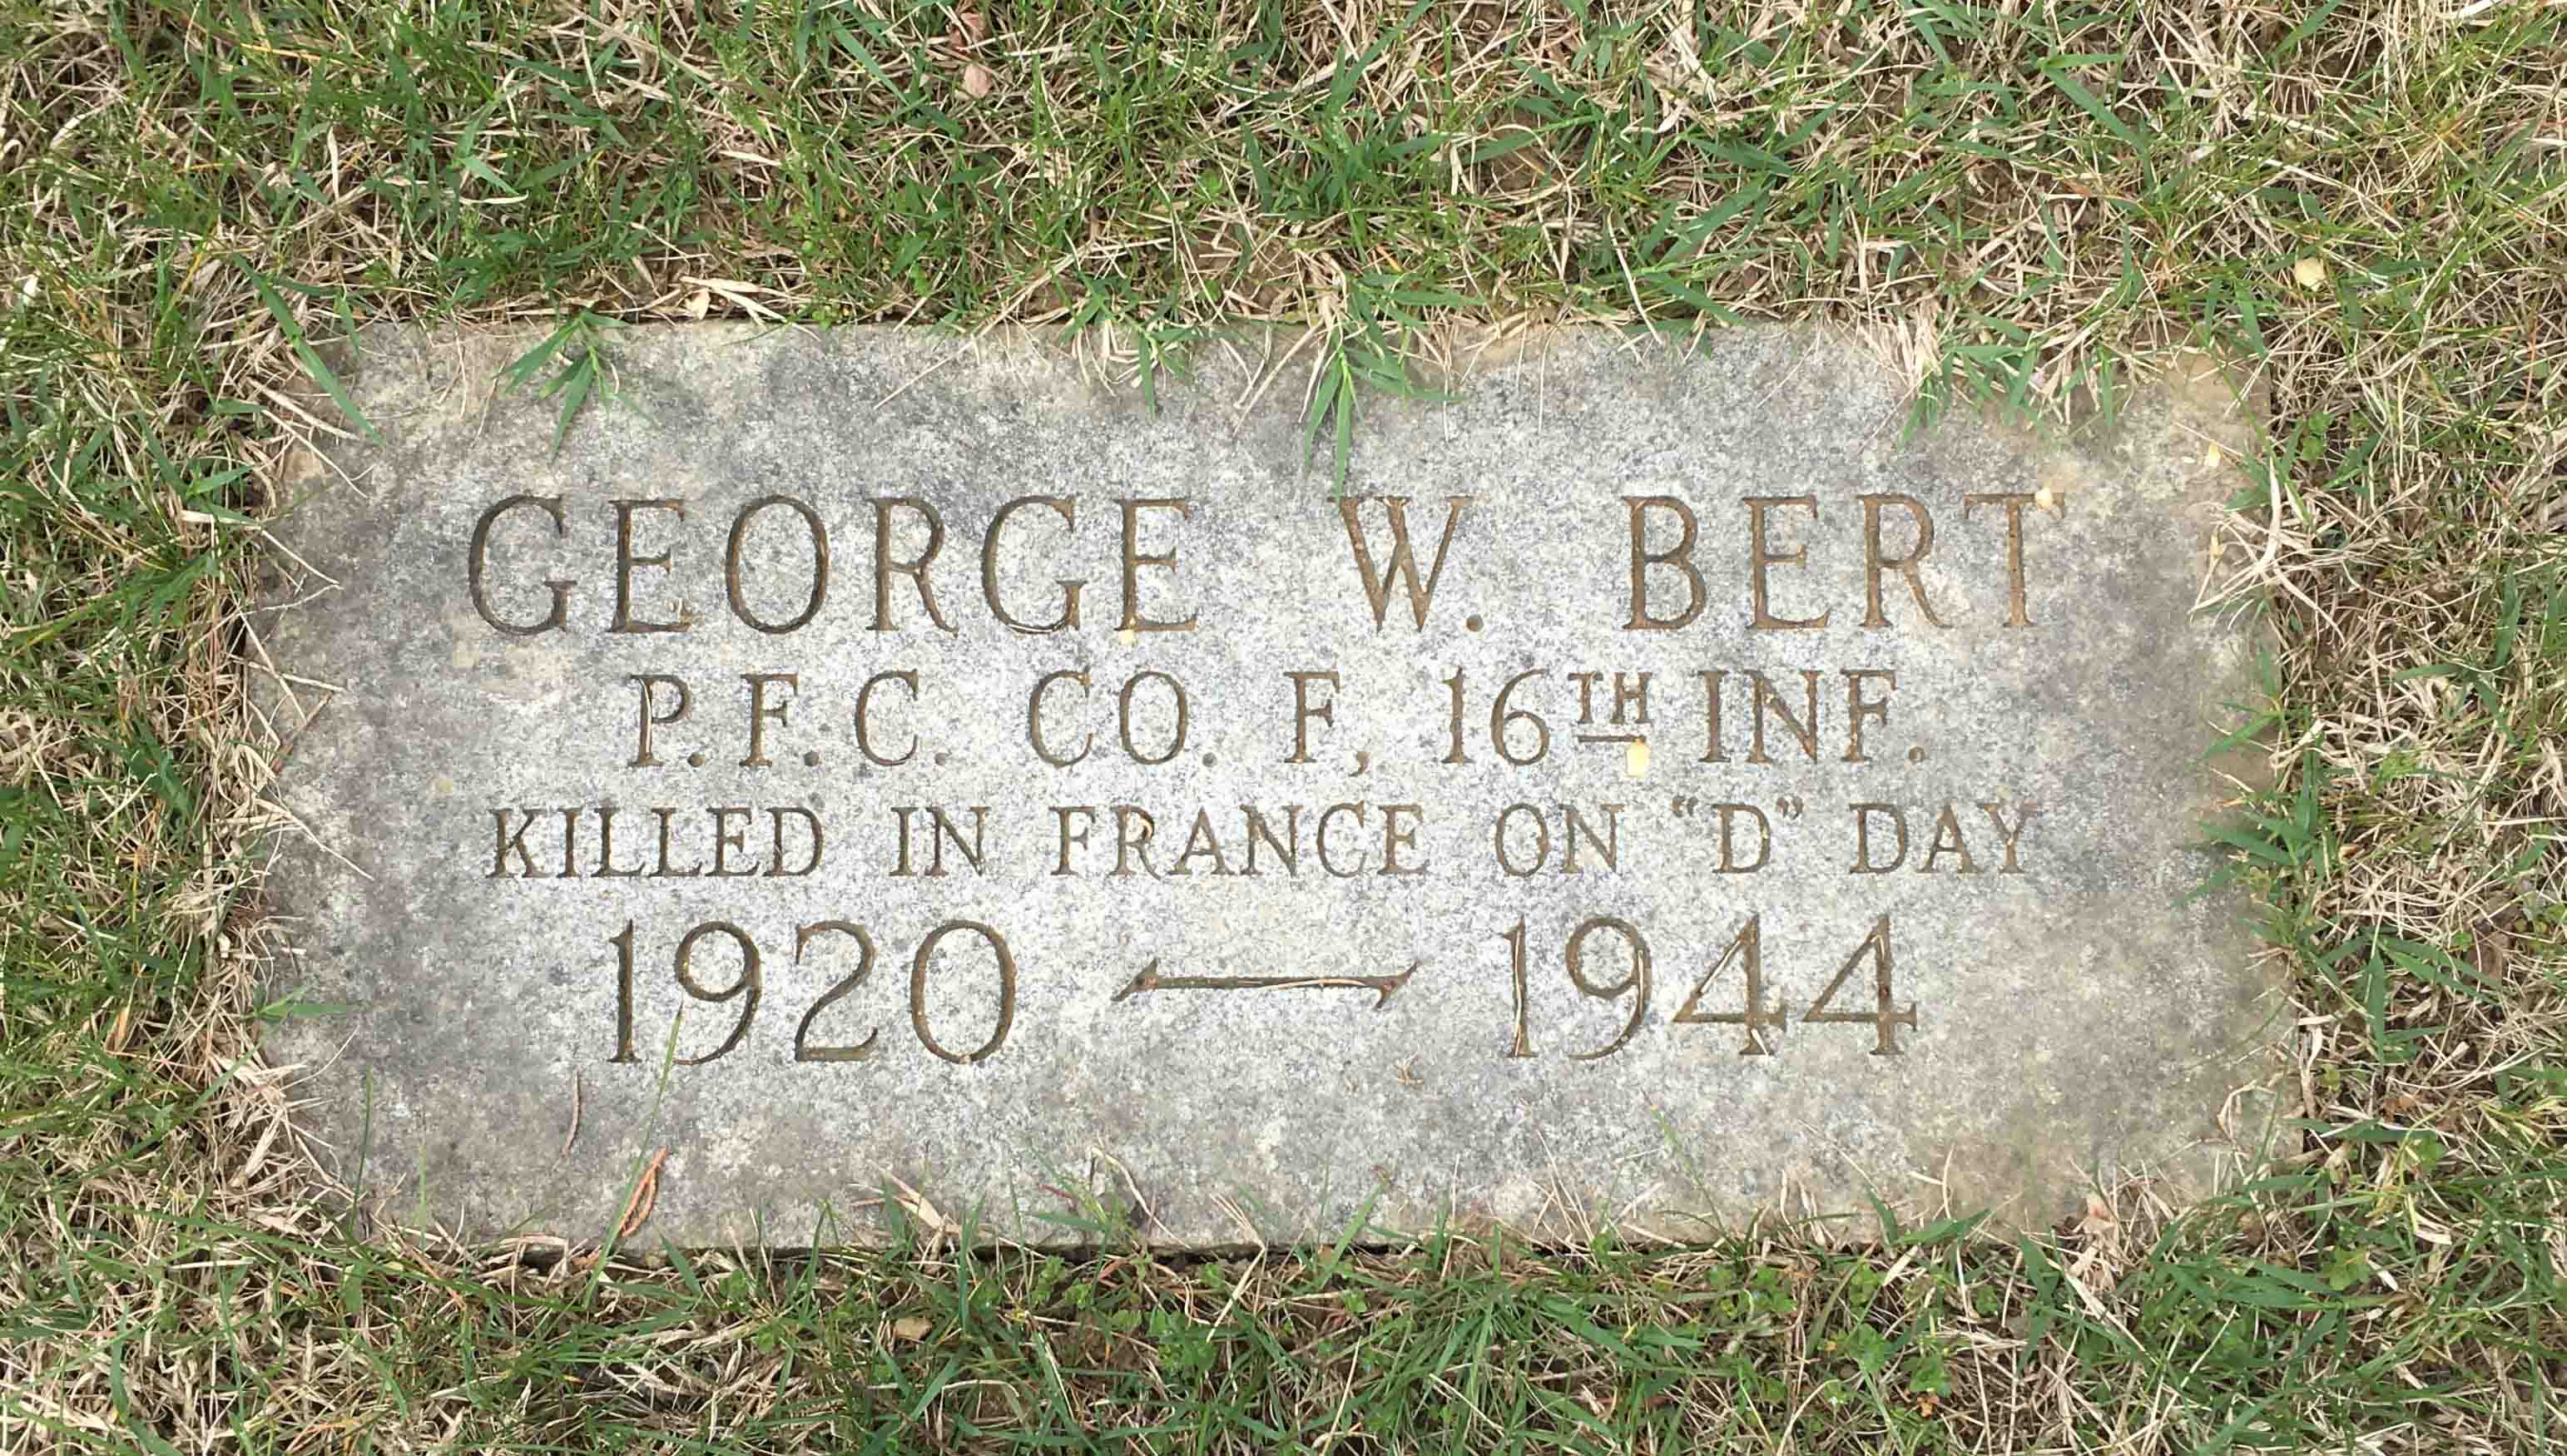 GEORGE W. BERT
P.F.C. CO. F, 16TH INF.
KILLED IN FRANCE ON "D" DAY
1920 — 1944